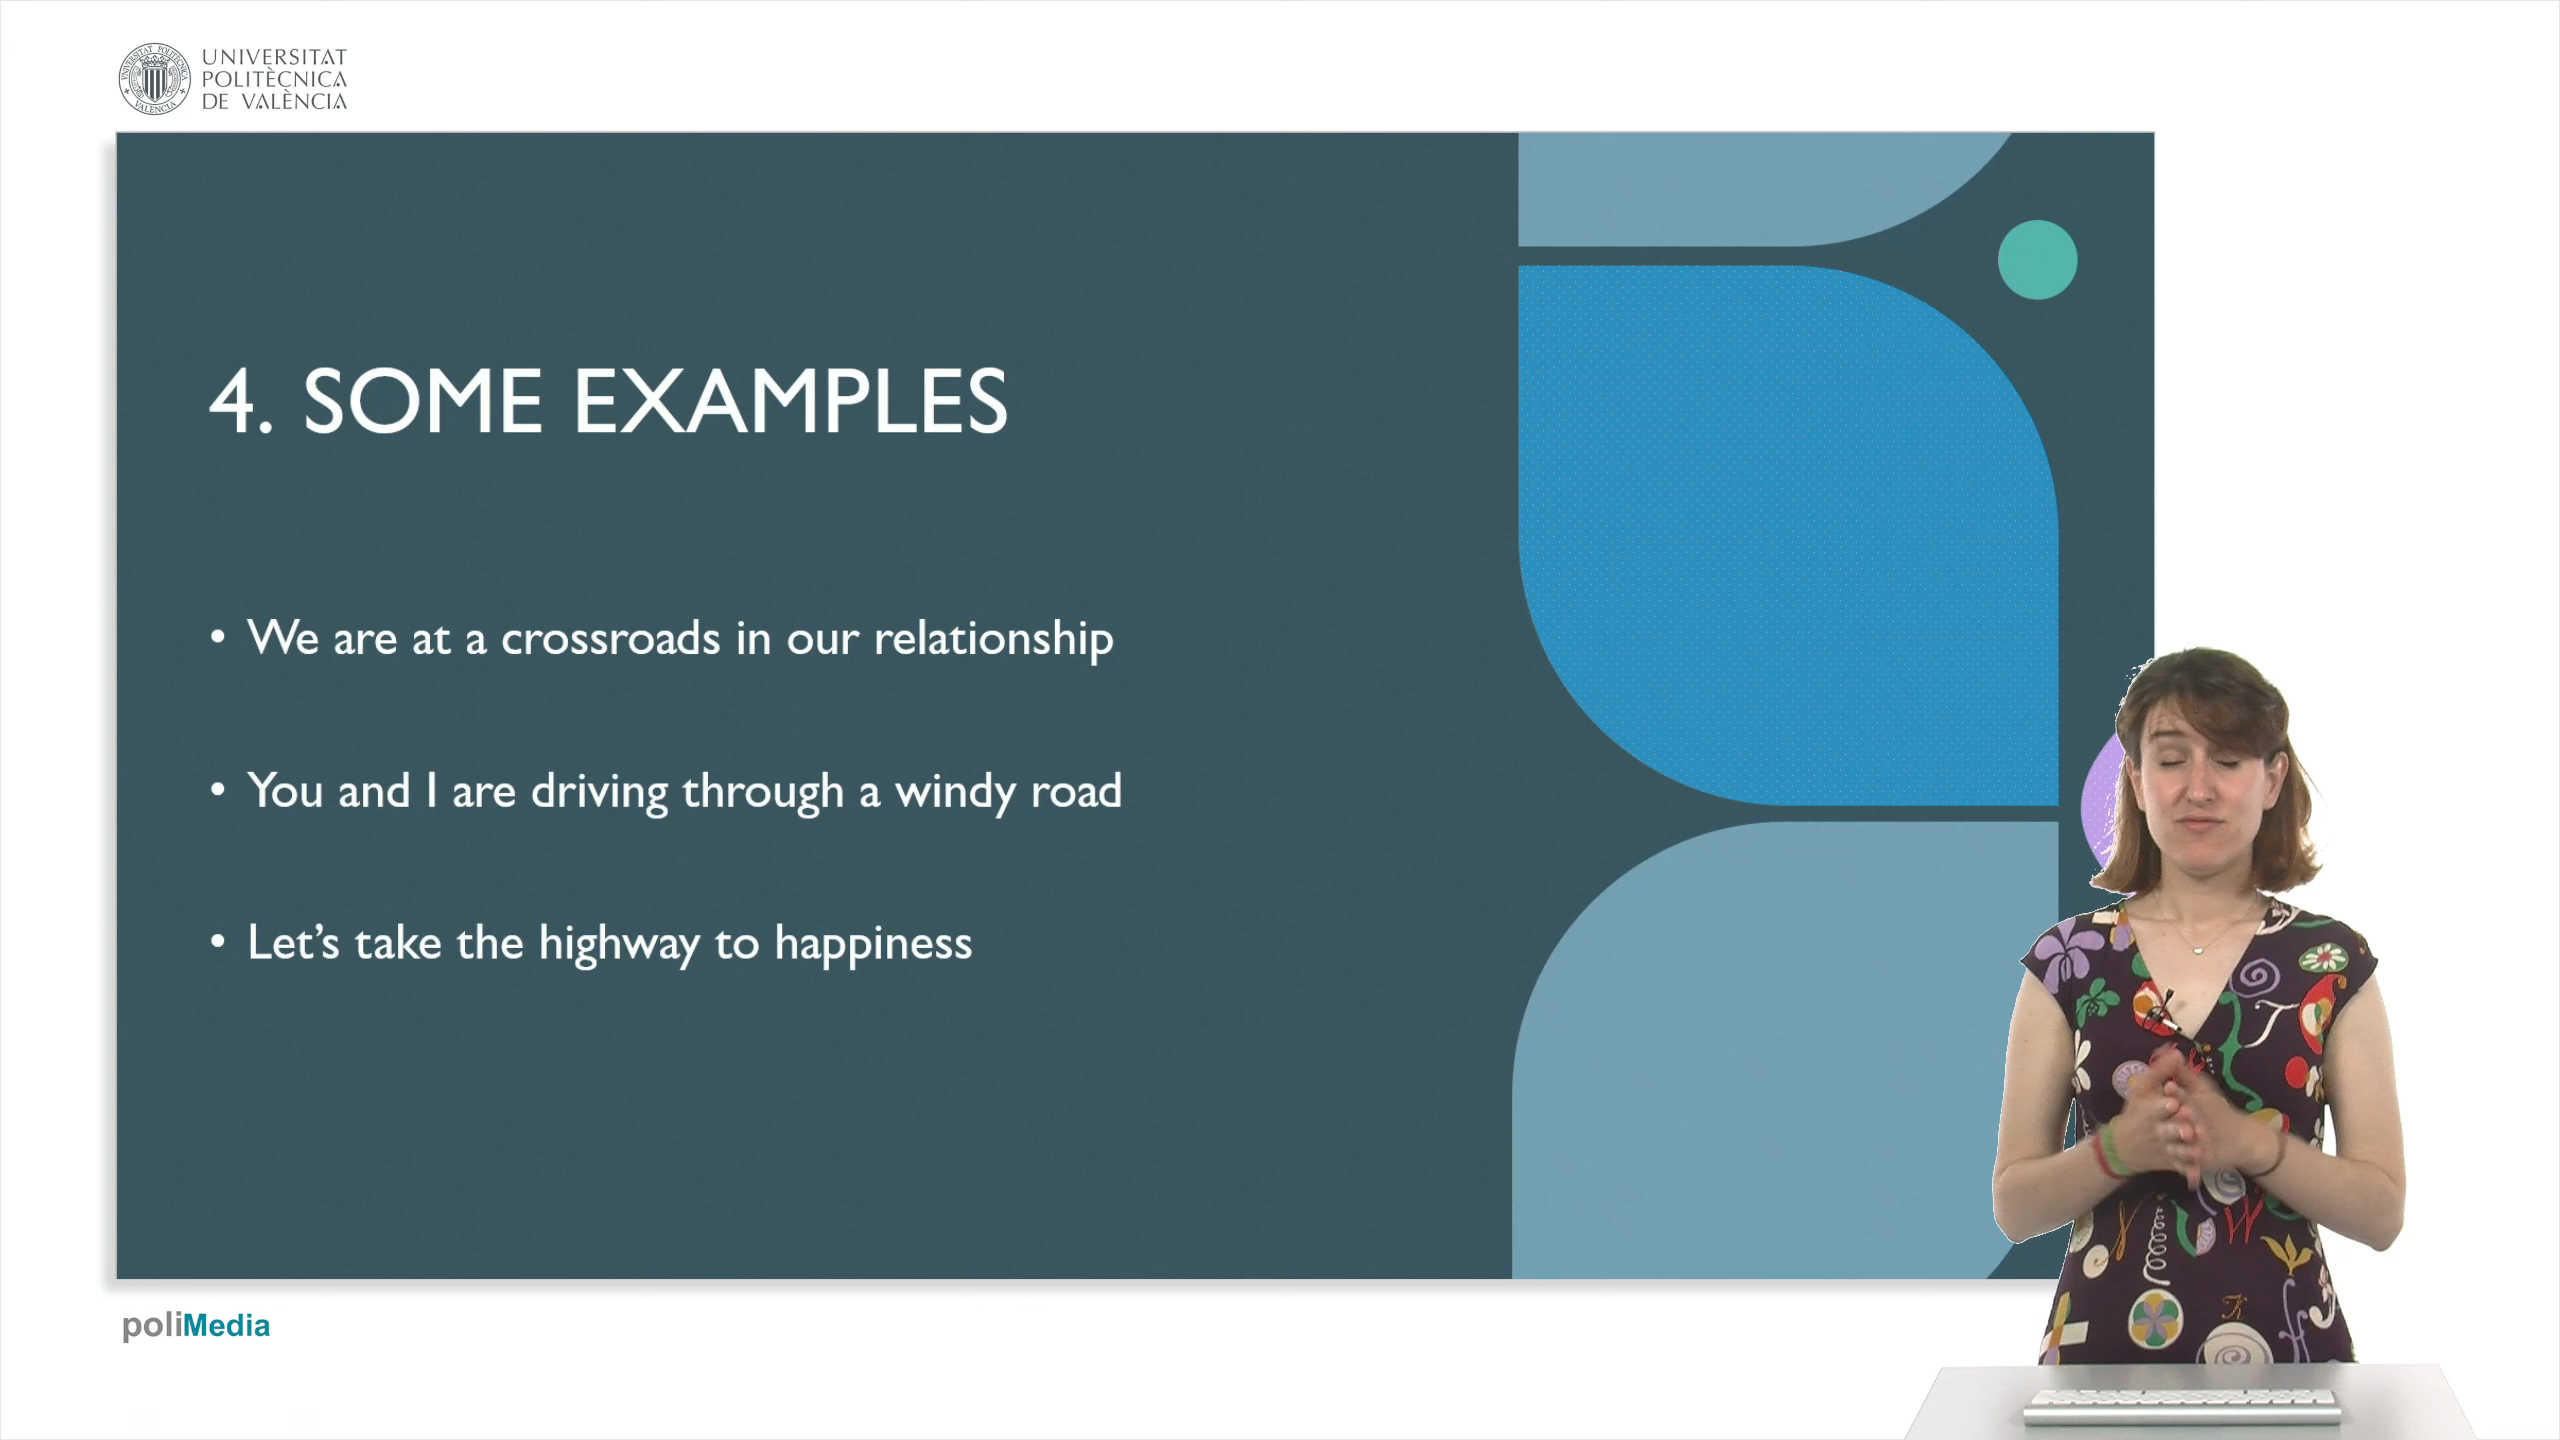 UNIVERSITAT
POLITÈCNICA
DE VALÈNCIA
4. SOME EXAMPLES
• We are at a crossroads in our relationship
• You and I are driving through a windy road
• Let’s take the highway to happiness
poliMedia